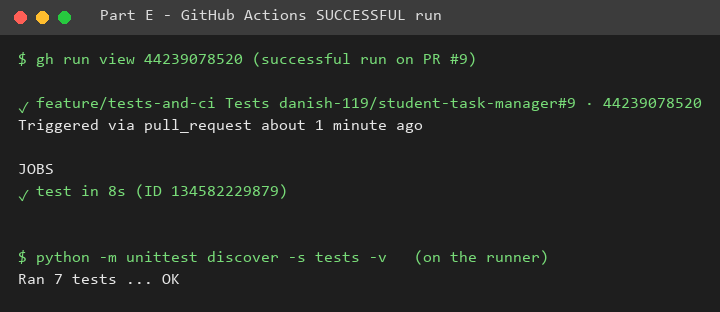 Part E - GitHub Actions SUCCESSFUL run
$ gh run view 44239078520 (successful run on PR #9)
✓ feature/tests-and-ci Tests danish-119/student-task-manager#9 · 44239078520
Triggered via pull_request about 1 minute ago
JOBS
✓ test in 8s (ID 134582229879)
$ python -m unittest discover -s tests -v   (on the runner)
Ran 7 tests ... OK